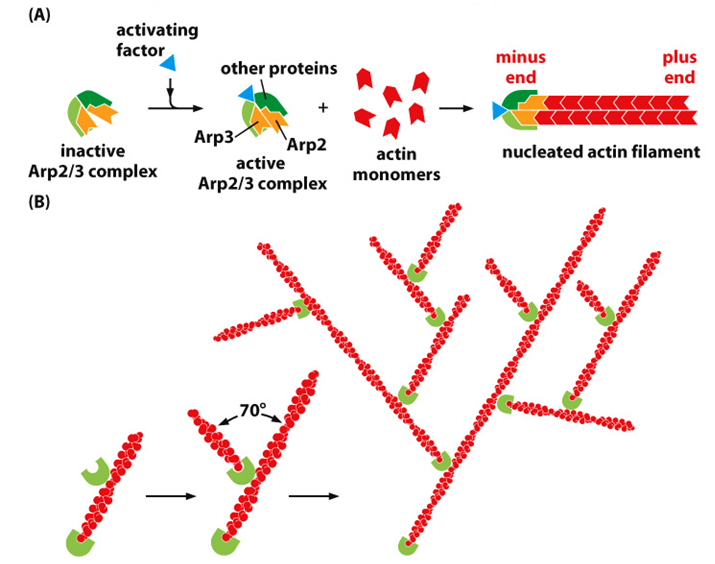 (A)
activating
factor
other proteins
Arp3
Arp2
inactive
Arp2/3 complex
active
Arp2/3 complex
+
actin
monomers
minus
end
plus
end
nucleated actin filament
(B)
70°